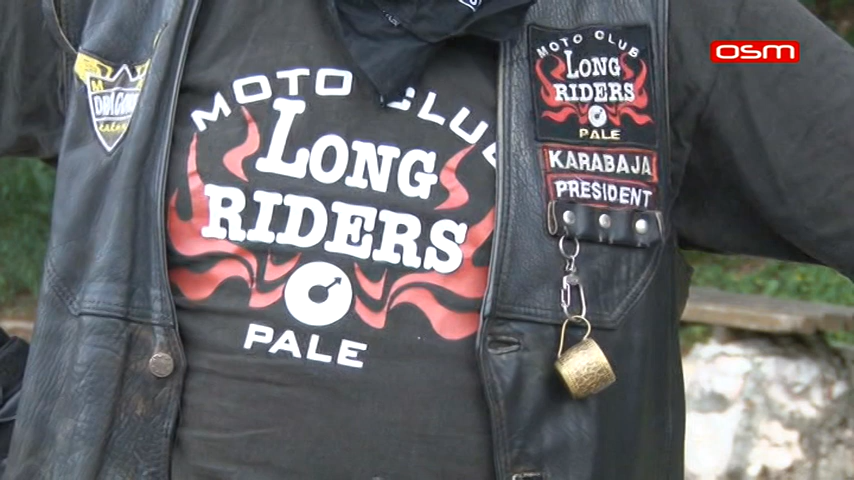 MOTO CLUB
LONG
RIDERS
PALE
MOTO CLUB
LONG
RIDERS
PALE
KARABAJA
PRESIDENT
OSM